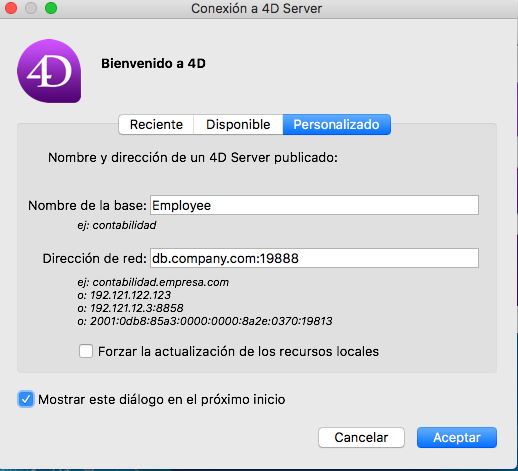 Conexión a 4D Server
4D
Bienvenido a 4D
Reciente Disponible Personalizado
Nombre y dirección de un 4D Server publicado:
Nombre de la base: Employee
ej: contabilidad
Dirección de red: db.company.com:19888
ej: contabilidad.empresa.com
o: 192.121.122.123
o: 192.121.12.3:8858
o: 2001:0db8:85a3:0000:0000:8a2e:0370:19813
Forzar la actualización de los recursos locales
Mostrar este diálogo en el próximo inicio
Cancelar Aceptar